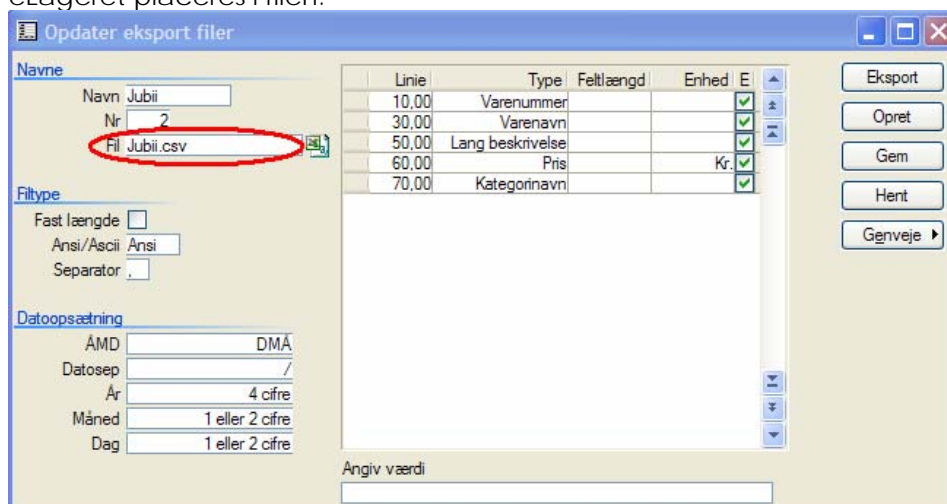 eLageret placeres i filen.
Opdater eksport filer
Navne
Navn Jubii
Nr 2
Fil Jubii.csv
Filtype
Fast længde
Ansi/Ascii Ansi
Separator ,
Datoopsætning
ÅMD DMÅ
Datosep /
År 4 cifre
Måned 1 eller 2 cifre
Dag 1 eller 2 cifre
Linie Type Feltlængd Enhed E
10,00 Varenummer
30,00 Varenavn
50,00 Lang beskrivelse
60,00 Pris Kr.
70,00 Kategorinavn
Angiv værdi
Eksport
Opret
Gem
Hent
Genveje